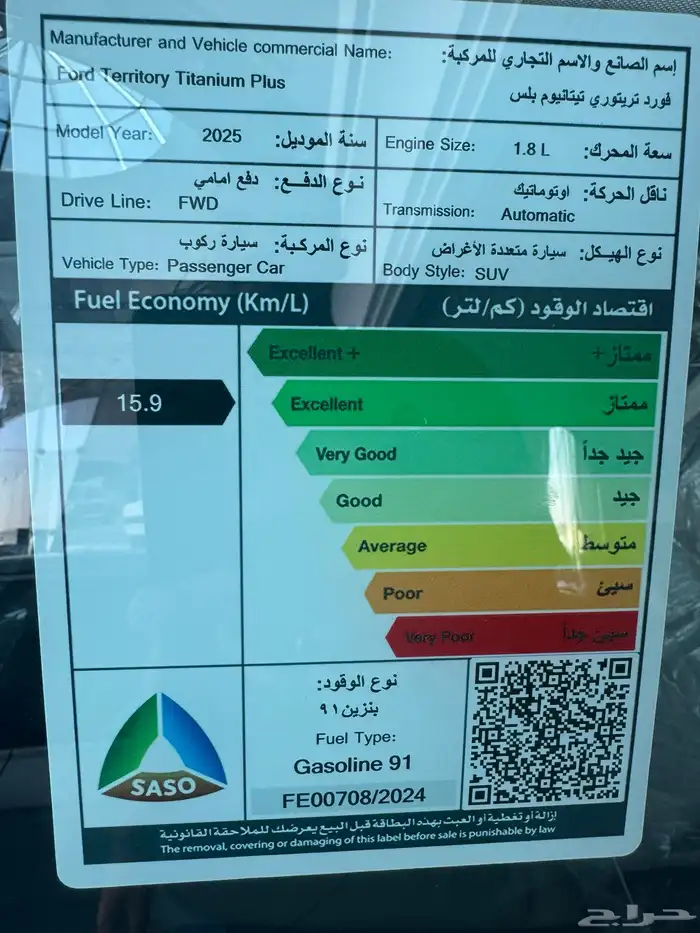 Manufacturer and Vehicle commercial Name: إسم الصانع والاسم التجاري للمركبة:
Ford Territory Titanium Plus فورد تريتوري تيتانيوم بلس
Model Year: 2025 سنة الموديل:
Engine Size: 1.8 L سعة المحرك:
نوع الدفع: دفع امامي
Drive Line: FWD
ناقل الحركة: اوتوماتيك
Transmission: Automatic
نوع المركبة: سيارة ركوب
Vehicle Type: Passenger Car
نوع الهيكل: سيارة متعددة الأغراض
Body Style: SUV
Fuel Economy (Km/L) اقتصاد الوقود (كم/لتر)
Excellent + ممتاز +
15.9
Excellent ممتاز
Very Good جيد جداً
Good جيد
Average متوسط
Poor سيئ
Very Poor سيئ جداً
نوع الوقود:
بنزين ٩١
Fuel Type:
Gasoline 91
FE00708/2024
SASO
إزالة أو تغطية أو العبث بهذه البطاقة قبل البيع يعرضك للملاحقة القانونية
The removal, covering or damaging of this label before sale is punishable by law
حراج